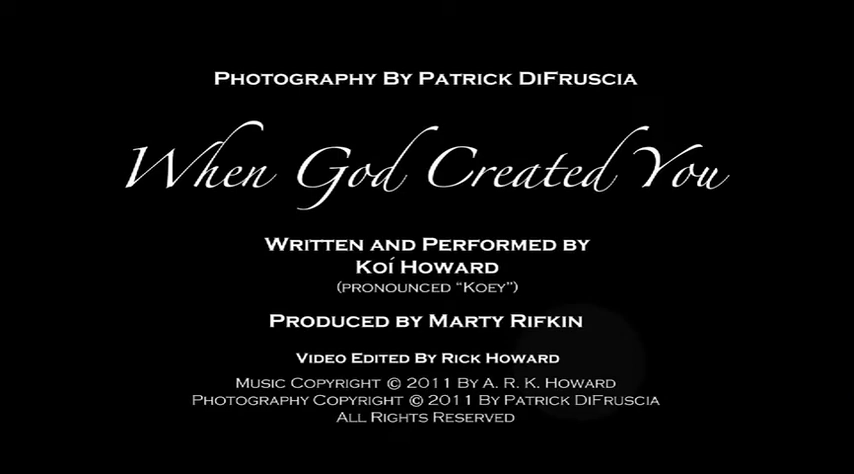 Photography By Patrick DiFruscia
When God Created You
Written and Performed by
Koí Howard
(pronounced “Koey”)
Produced by Marty Rifkin
Video Edited By Rick Howard
Music Copyright © 2011 By A. R. K. Howard
Photography Copyright © 2011 By Patrick DiFruscia
All Rights Reserved